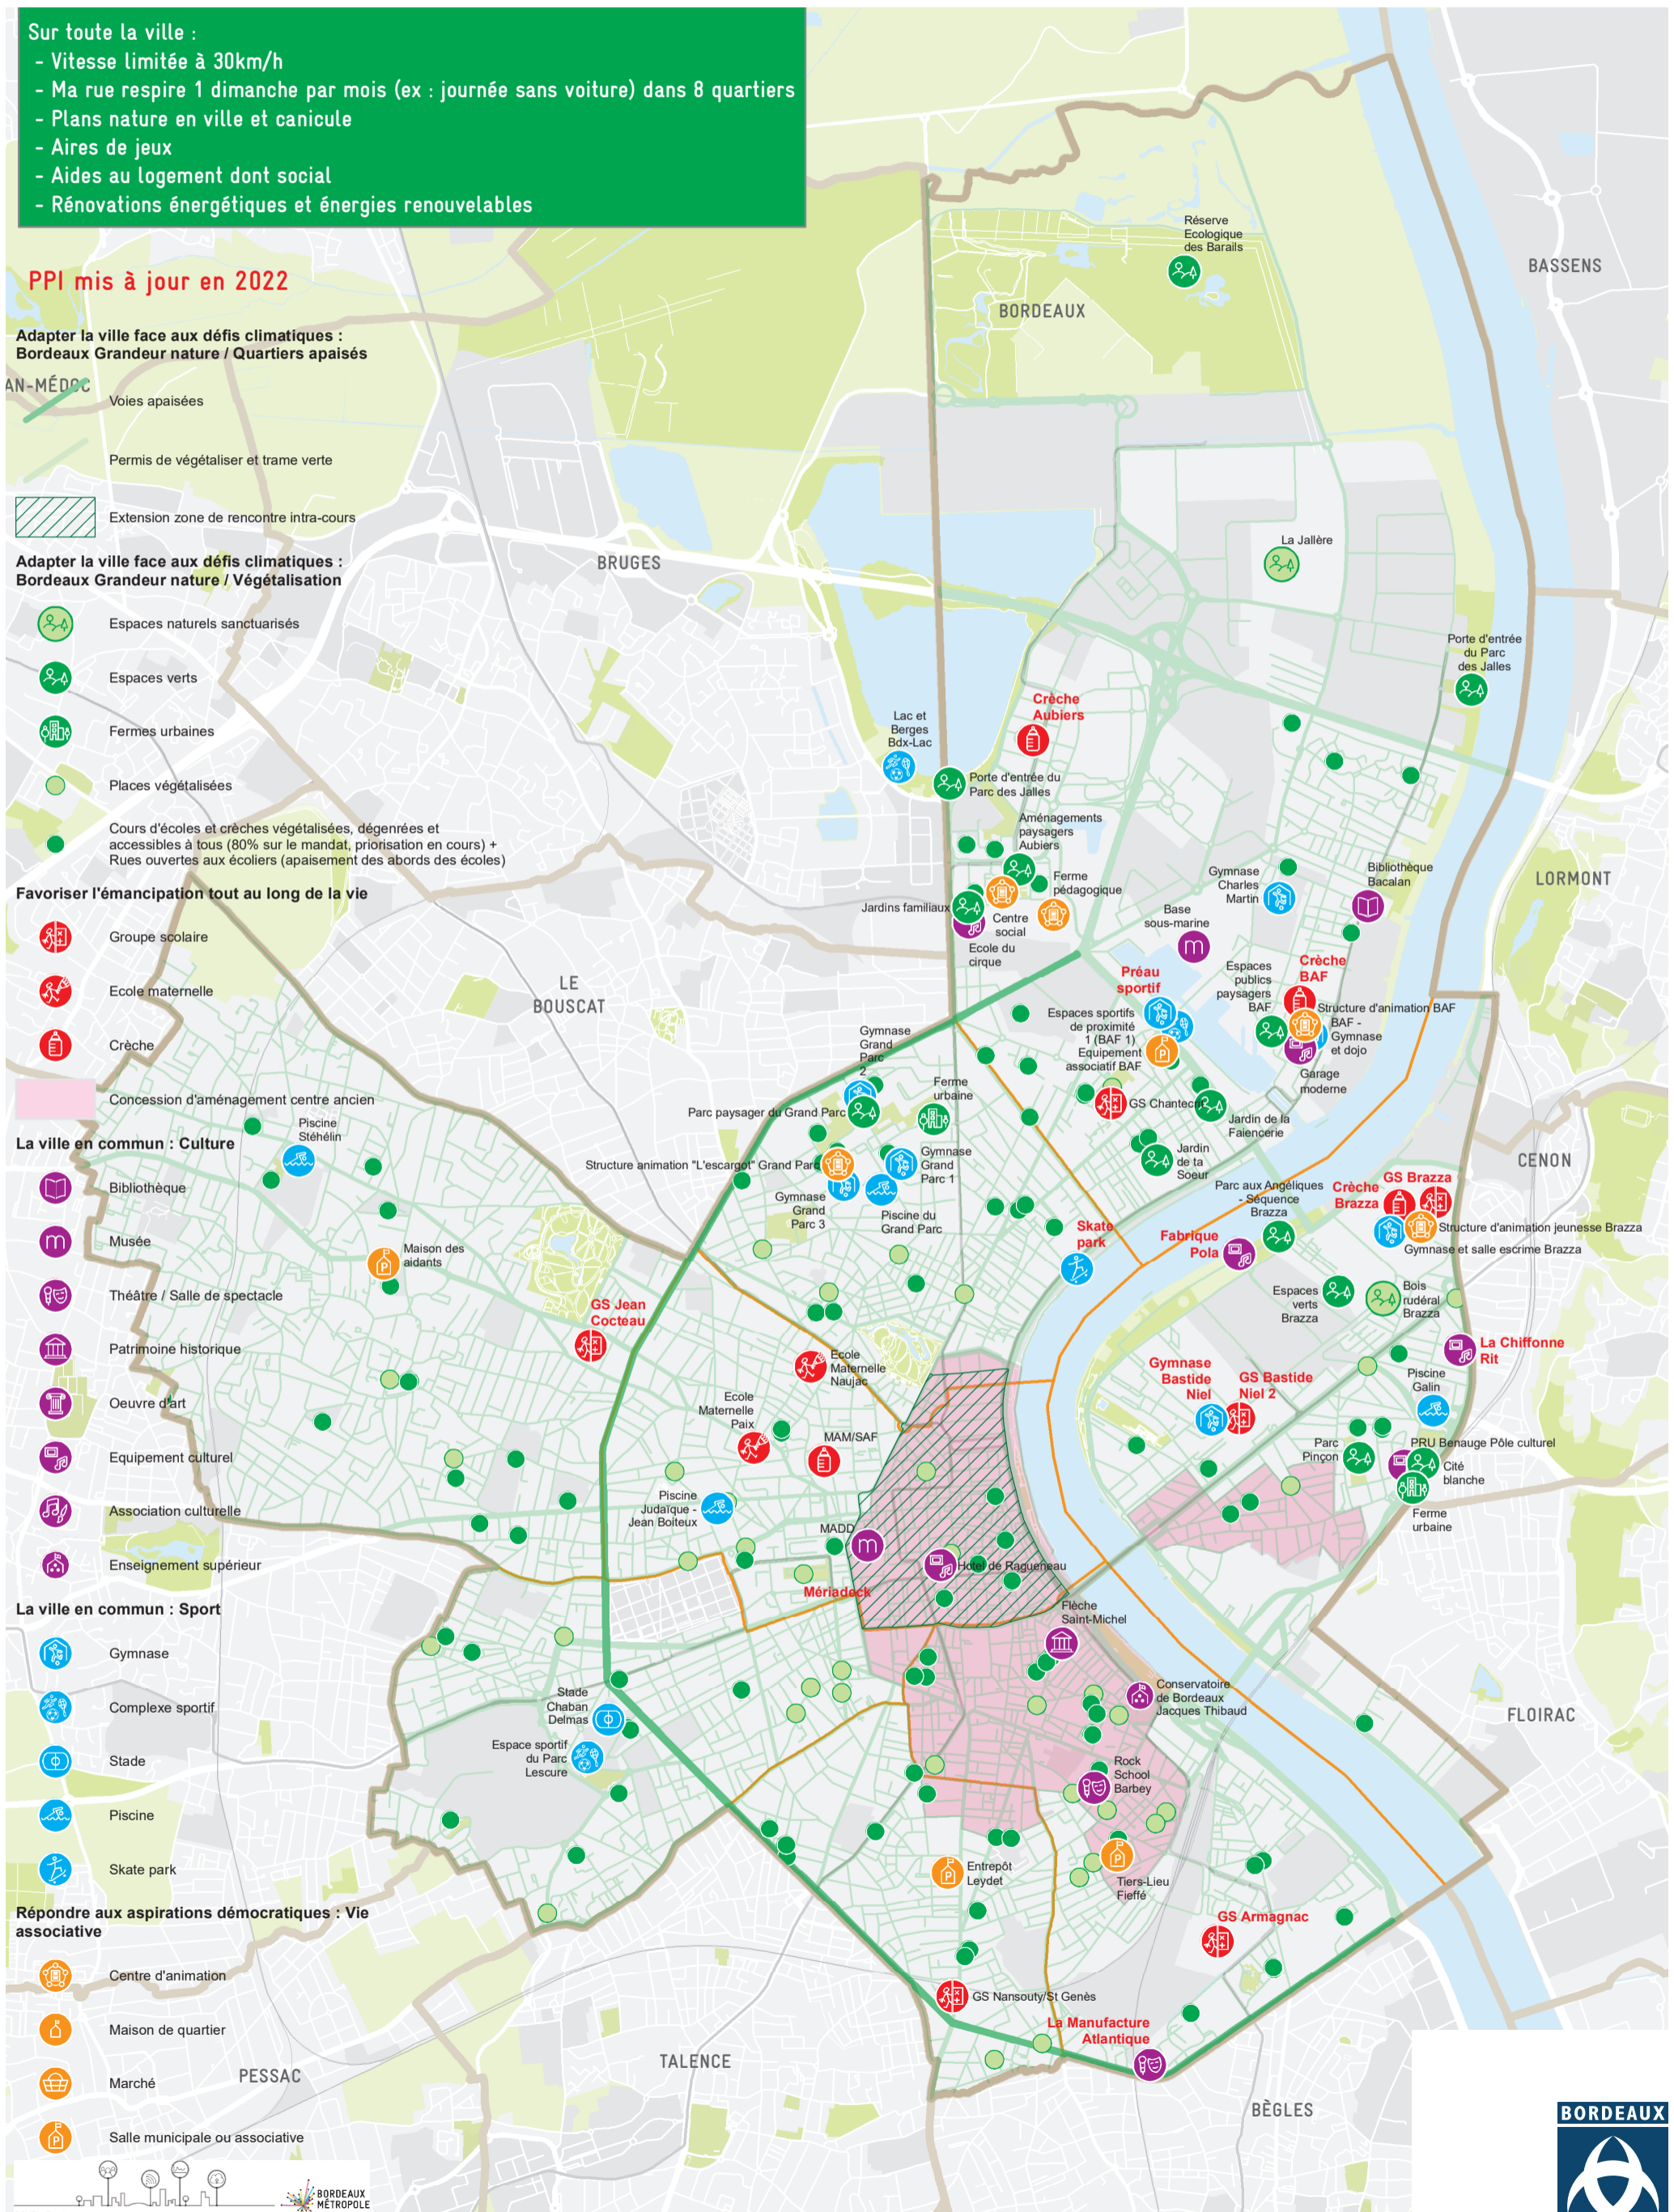 Sur toute la ville :
- Vitesse limitée à 30km/h
- Ma rue respire 1 dimanche par mois (ex : journée sans voiture) dans 8 quartiers
- Plans nature en ville et canicule
- Aires de jeux
- Aides au logement dont social
- Rénovations énergétiques et énergies renouvelables
PPI mis à jour en 2022
Adapter la ville face aux défis climatiques :
Bordeaux Grandeur nature / Quartiers apaisés
AN-MÉDOC
Voies apaisées
Permis de végétaliser et trame verte
Extension zone de rencontre intra-cours
Adapter la ville face aux défis climatiques :
Bordeaux Grandeur nature / Végétalisation
Espaces naturels sanctuarisés
Espaces verts
Fermes urbaines
Places végétalisées
Cours d'écoles et crèches végétalisées, dégenrées et
accessibles à tous (80% sur le mandat, priorisation en cours) +
Rues ouvertes aux écoliers (apaisement des abords des écoles)
Favoriser l'émancipation tout au long de la vie
Groupe scolaire
Ecole maternelle
Crèche
Concession d'aménagement centre ancien
La ville en commun : Culture
Bibliothèque
Musée
Théâtre / Salle de spectacle
Patrimoine historique
Oeuvre d'art
Equipement culturel
Association culturelle
Enseignement supérieur
La ville en commun : Sport
Gymnase
Complexe sportif
Stade
Piscine
Skate park
Répondre aux aspirations démocratiques : Vie
associative
Centre d'animation
Maison de quartier
Marché
Salle municipale ou associative
BORDEAUX
MÉTROPOLE
Réserve
Ecologique
des Barails
BORDEAUX
BASSENS
BRUGES
La Jallère
Porte d'entrée
du Parc
des Jalles
Crèche
Aubiers
Lac et
Berges
Bdx-Lac
Porte d'entrée du
Parc des Jalles
Aménagements
paysagers
Aubiers
Ferme
pédagogique
Jardins familiaux
Centre
social
Ecole du
cirque
Gymnase
Charles
Martin
Bibliothèque
Bacalan
LORMONT
Base
sous-marine
LE
BOUSCAT
Préau
sportif
Espaces
publics
paysagers
BAF
Crèche
BAF
Structure d'animation BAF
BAF -
Gymnase
et dojo
Garage
moderne
Espaces sportifs
de proximité
1 (BAF 1)
Equipement
associatif BAF
GS Chantecrit
Jardin de la
Faiencerie
Jardin
de ta
Soeur
Gymnase
Grand
Parc
2
Ferme
urbaine
Parc paysager du Grand Parc
Structure animation "L'escargot" Grand Parc
Gymnase
Grand
Parc 1
Gymnase
Grand
Parc 3
Piscine du
Grand Parc
Piscine
Stéhélin
Maison des
aidants
CENON
Parc aux Angéliques
- Séquence
Brazza
Crèche
Brazza
GS Brazza
Structure d'animation jeunesse Brazza
Gymnase et salle escrime Brazza
Skate
park
Fabrique
Pola
Espaces
verts
Brazza
Bois
rudéral
Brazza
GS Jean
Cocteau
Ecole
Maternelle
Naujac
Ecole
Maternelle
Paix
MAM/SAF
La Chiffonne
Rit
Gymnase
Bastide
Niel
GS Bastide
Niel 2
Piscine
Galin
Parc
Pinçon
PRU Benauge Pôle culturel
Cité
blanche
Ferme
urbaine
Piscine
Judaïque -
Jean Boiteux
MADD
Hotel de Ragueneau
Mériadeck
Flèche
Saint-Michel
Conservatoire
de Bordeaux
Jacques Thibaud
Stade
Chaban
Delmas
Espace sportif
du Parc
Lescure
FLOIRAC
Rock
School
Barbey
Entrepôt
Leydet
Tiers-Lieu
Fieffé
GS Armagnac
GS Nansouty/St Genès
La Manufacture
Atlantique
PESSAC
TALENCE
BÈGLES
BORDEAUX